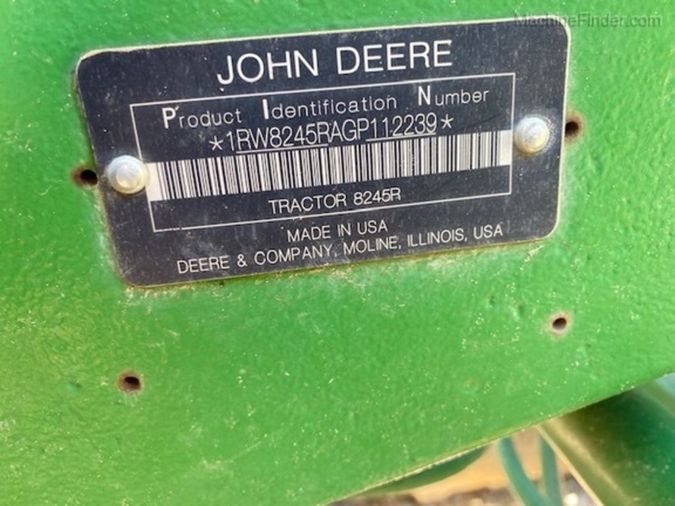 MachineFinder.com
JOHN DEERE
Product Identification Number
*1RW8245RAGP112239*
TRACTOR 8245R
MADE IN USA
DEERE & COMPANY, MOLINE, ILLINOIS, USA